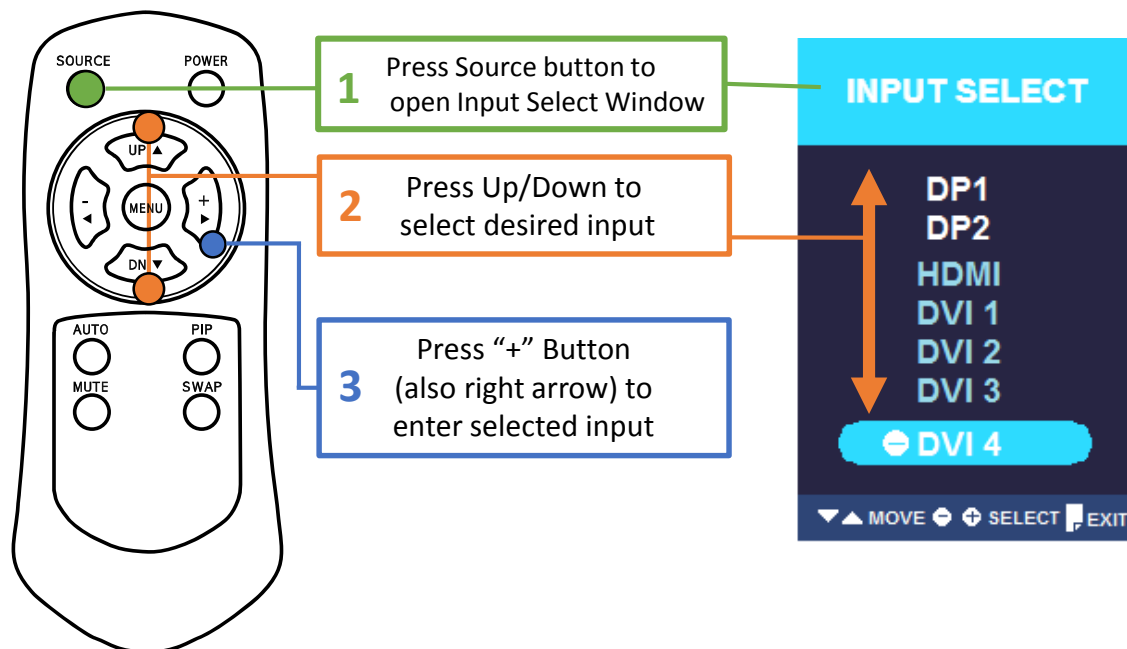 SOURCE
POWER
UP ▲
- ◄
MENU
+ ►
DN ▼
AUTO
PIP
MUTE
SWAP
1
Press Source button to
open Input Select Window
2
Press Up/Down to
select desired input
3
Press “+” Button
(also right arrow) to
enter selected input
INPUT SELECT
DP1
DP2
HDMI
DVI 1
DVI 2
DVI 3
DVI 4
MOVE SELECT EXIT